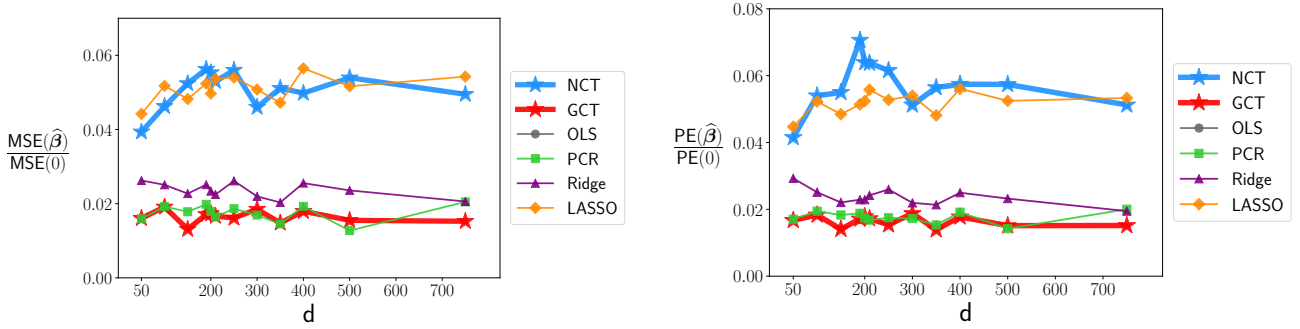 0.06
0.04
0.02
0.00
MSE(β̂)
MSE(0)
50 200 300 400 500 600 700
d
NCT
GCT
OLS
PCR
Ridge
LASSO
0.08
0.06
0.04
0.02
0.00
PE(β̂)
PE(0)
50 200 300 400 500 600 700
d
NCT
GCT
OLS
PCR
Ridge
LASSO